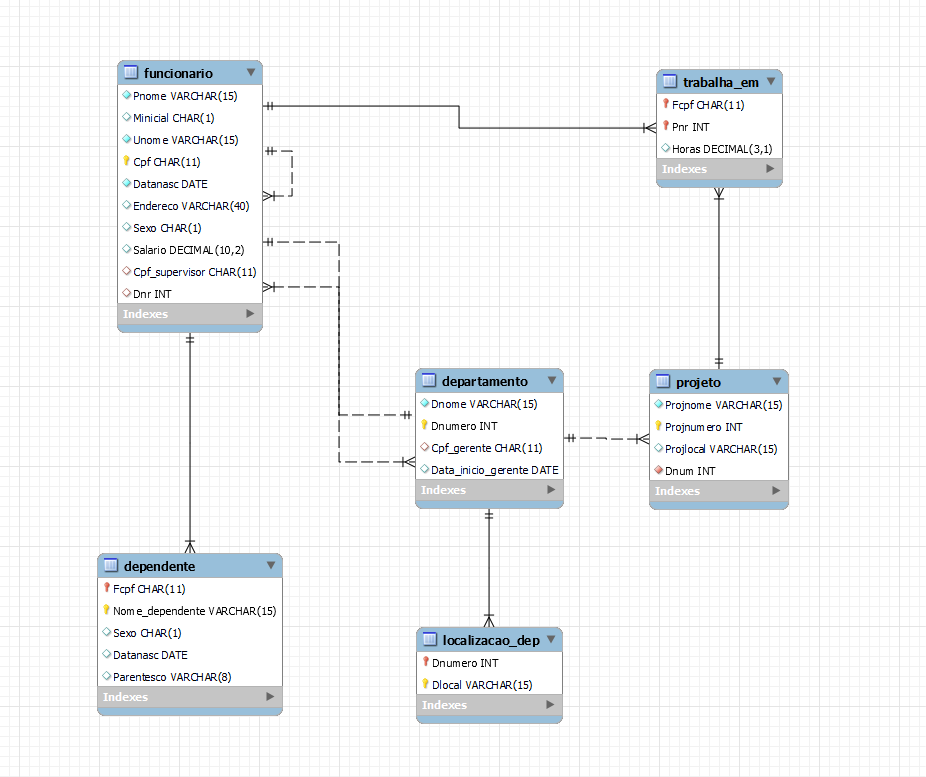 funcionario
Pnome VARCHAR(15)
Minicial CHAR(1)
Unome VARCHAR(15)
Cpf CHAR(11)
Datanasc DATE
Endereco VARCHAR(40)
Sexo CHAR(1)
Salario DECIMAL(10,2)
Cpf_supervisor CHAR(11)
Dnr INT
Indexes
trabalha_em
Fcpf CHAR(11)
Pnr INT
Horas DECIMAL(3,1)
Indexes
departamento
Dnome VARCHAR(15)
Dnumero INT
Cpf_gerente CHAR(11)
Data_inicio_gerente DATE
Indexes
projeto
Projnome VARCHAR(15)
Projnumero INT
Projlocal VARCHAR(15)
Dnum INT
Indexes
dependente
Fcpf CHAR(11)
Nome_dependente VARCHAR(15)
Sexo CHAR(1)
Datanasc DATE
Parentesco VARCHAR(8)
Indexes
localizacao_dep
Dnumero INT
Dlocal VARCHAR(15)
Indexes